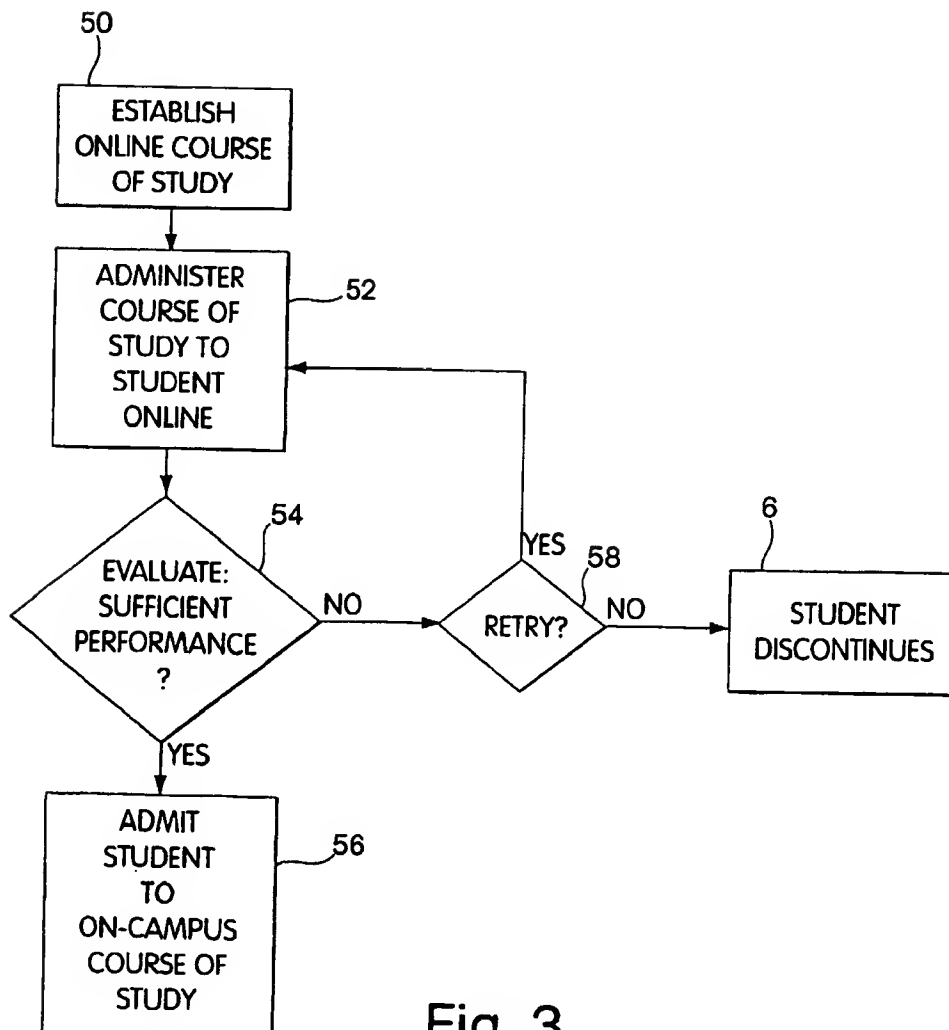 50
ESTABLISH
ONLINE COURSE
OF STUDY
ADMINISTER
COURSE OF
STUDY TO
STUDENT
ONLINE
52
EVALUATE:
SUFFICIENT
PERFORMANCE
?
54
NO
YES
RETRY?
58
YES
NO
6
STUDENT
DISCONTINUES
ADMIT
STUDENT
TO
ON-CAMPUS
COURSE OF
STUDY
56
Fig. 3